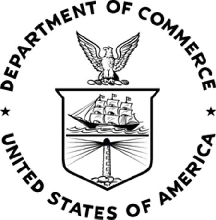 DEPARTMENT OF COMMERCE
UNITED STATES OF AMERICA